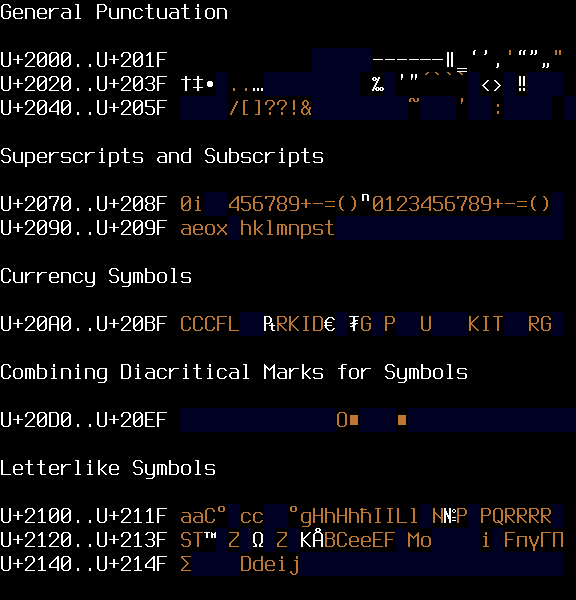 General Punctuation
U+2000..U+201F ——————‖‗‘’‚'“”„"
U+2020..U+203F †‡• ..… ‰ '"´`` ‹› ‼
U+2040..U+205F /[]??!& ~ ' :
Superscripts and Subscripts
U+2070..U+208F 0i 456789+-=()ⁿ0123456789+-=()
U+2090..U+209F aeox hklmnpst
Currency Symbols
U+20A0..U+20BF CCCFL ₧RKID€ ₮G P U KIT RG
Combining Diacritical Marks for Symbols
U+20D0..U+20EF O▪ ▪
Letterlike Symbols
U+2100..U+211F aaC° cc °gHhHhħIILl N№P PQRRRR
U+2120..U+213F ST™ Z Ω Z KÅBCeeEF Mo i FπγΓΠ
U+2140..U+214F Σ Ddeij